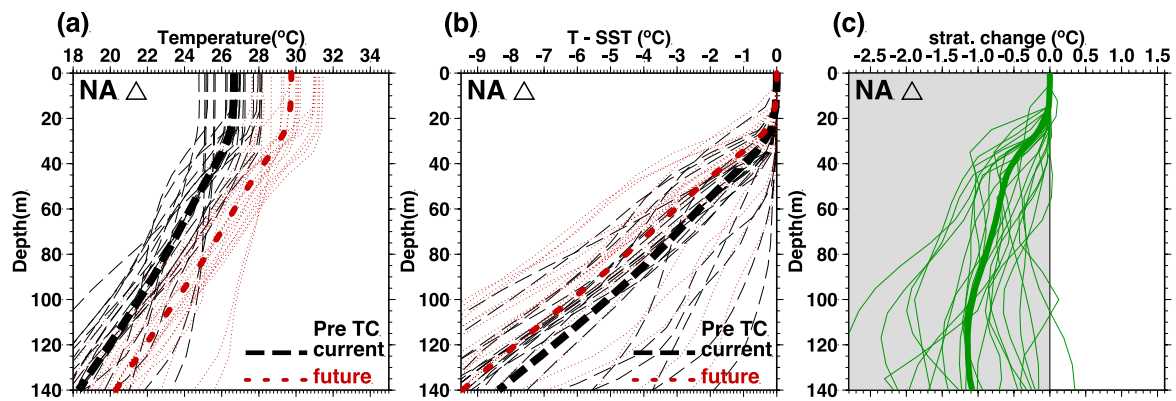 (a) Temperature(°C)
18 20 22 24 26 28 30 32 34
0 20 40 60 80 100 120 140
Depth(m)
NA △
Pre TC
current
future
(b) T - SST (°C)
-9 -8 -7 -6 -5 -4 -3 -2 -1 0
0 20 40 60 80 100 120 140
Depth(m)
NA △
Pre TC
current
future
(c) strat. change (°C)
-2.5 -2.0 -1.5 -1.0 -0.5 0.0 0.5 1.0 1.5
0 20 40 60 80 100 120 140
Depth(m)
NA △